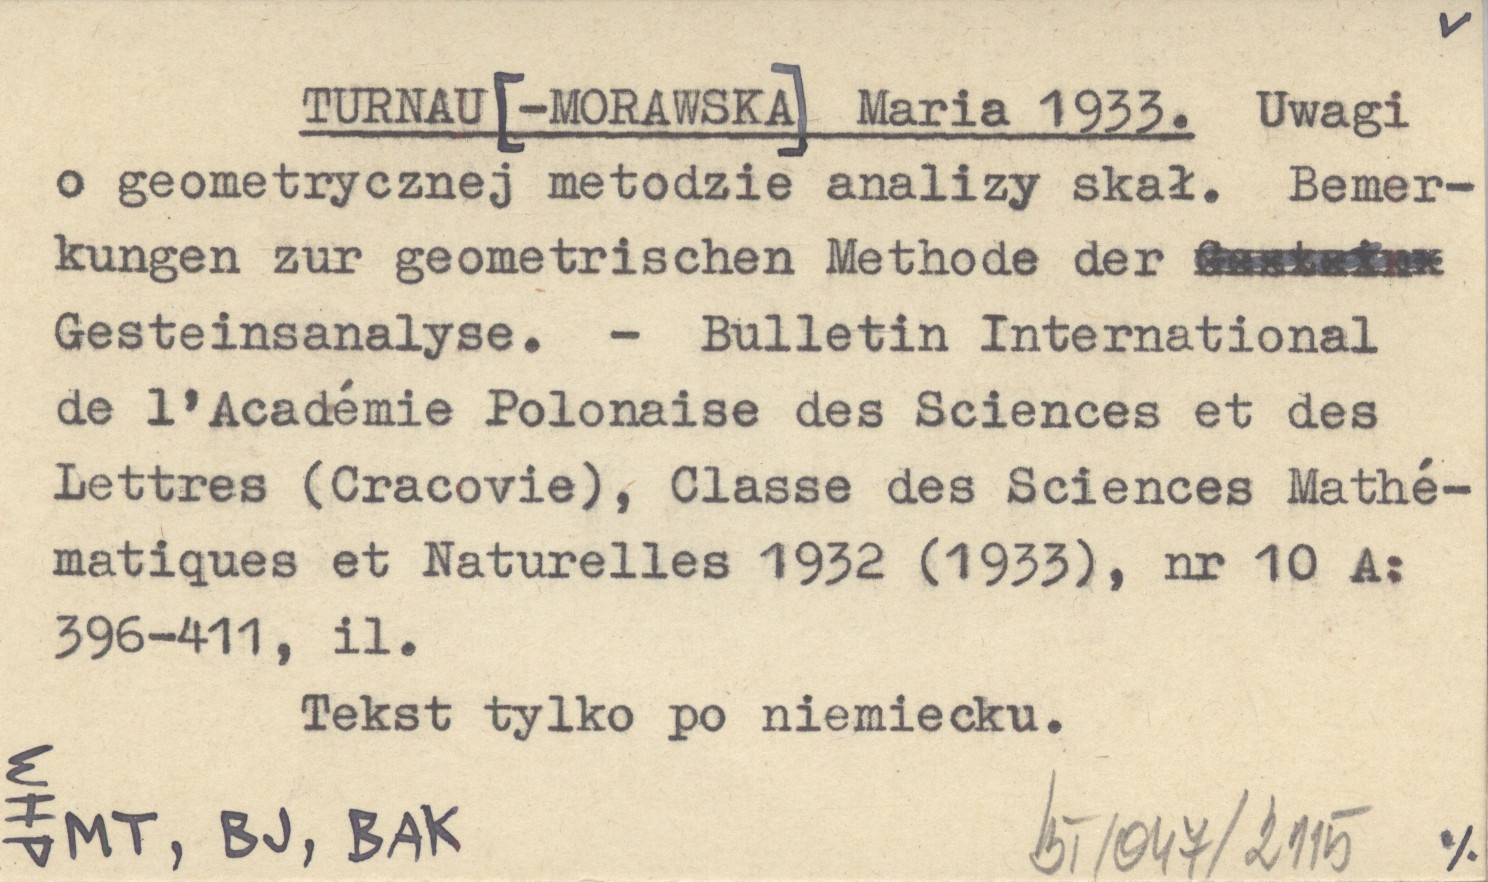 TURNAU [-MORAWSKA] Maria 1933. Uwagi
o geometrycznej metodzie analizy skał. Bemer-
kungen zur geometrischen Methode der
Gesteinsanalyse. - Bulletin International
de l'Académie Polonaise des Sciences et des
Lettres (Cracovie), Classe des Sciences Mathé-
matiques et Naturelles 1932 (1933), nr 10 A:
396-411, il.
Tekst tylko po niemiecku.
MT, BJ, BAK